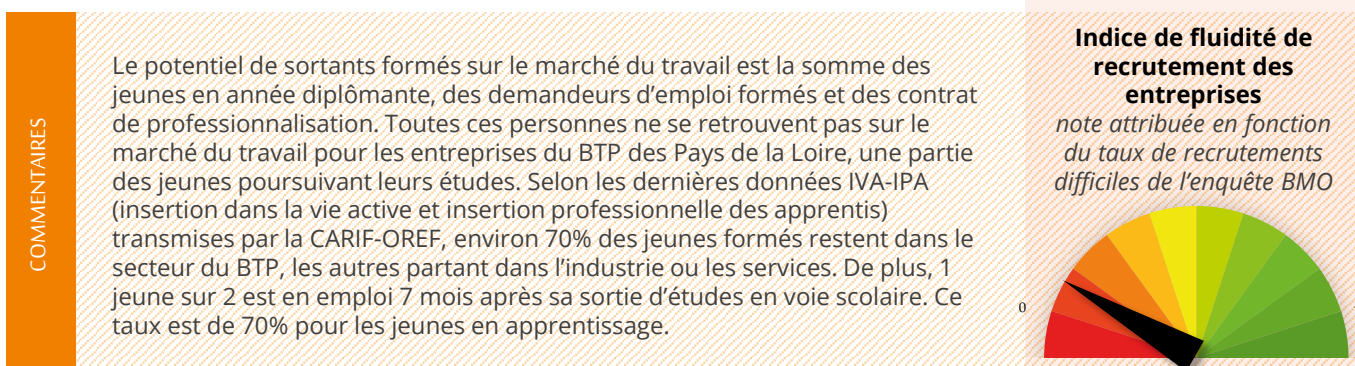 COMMENTAIRES
Le potentiel de sortants formés sur le marché du travail est la somme des
jeunes en année diplômante, des demandeurs d’emploi formés et des contrat
de professionnalisation. Toutes ces personnes ne se retrouvent pas sur le
marché du travail pour les entreprises du BTP des Pays de la Loire, une partie
des jeunes poursuivant leurs études. Selon les dernières données IVA-IPA
(insertion dans la vie active et insertion professionnelle des apprentis)
transmises par la CARIF-OREF, environ 70% des jeunes formés restent dans le
secteur du BTP, les autres partant dans l’industrie ou les services. De plus, 1
jeune sur 2 est en emploi 7 mois après sa sortie d’études en voie scolaire. Ce
taux est de 70% pour les jeunes en apprentissage.
Indice de fluidité de
recrutement des
entreprises
note attribuée en fonction
du taux de recrutements
difficiles de l’enquête BMO
0